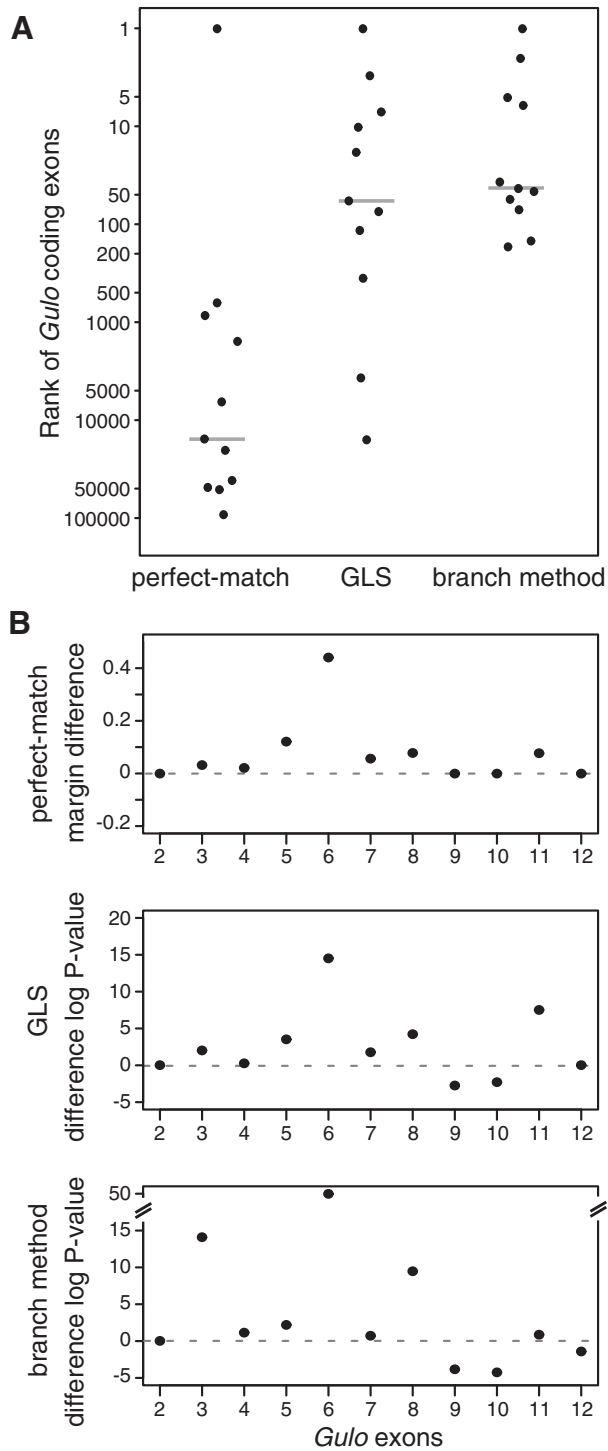 A
Rank of Gulo coding exons
1
5
10
50
100
200
500
1000
5000
10000
50000
100000
perfect-match GLS branch method
B
perfect-match
margin difference
0.4
0.2
0
-0.2
2 3 4 5 6 7 8 9 10 11 12
GLS
difference log P-value
20
15
10
5
0
-5
2 3 4 5 6 7 8 9 10 11 12
branch method
difference log P-value
50
15
10
5
0
-5
2 3 4 5 6 7 8 9 10 11 12
Gulo exons